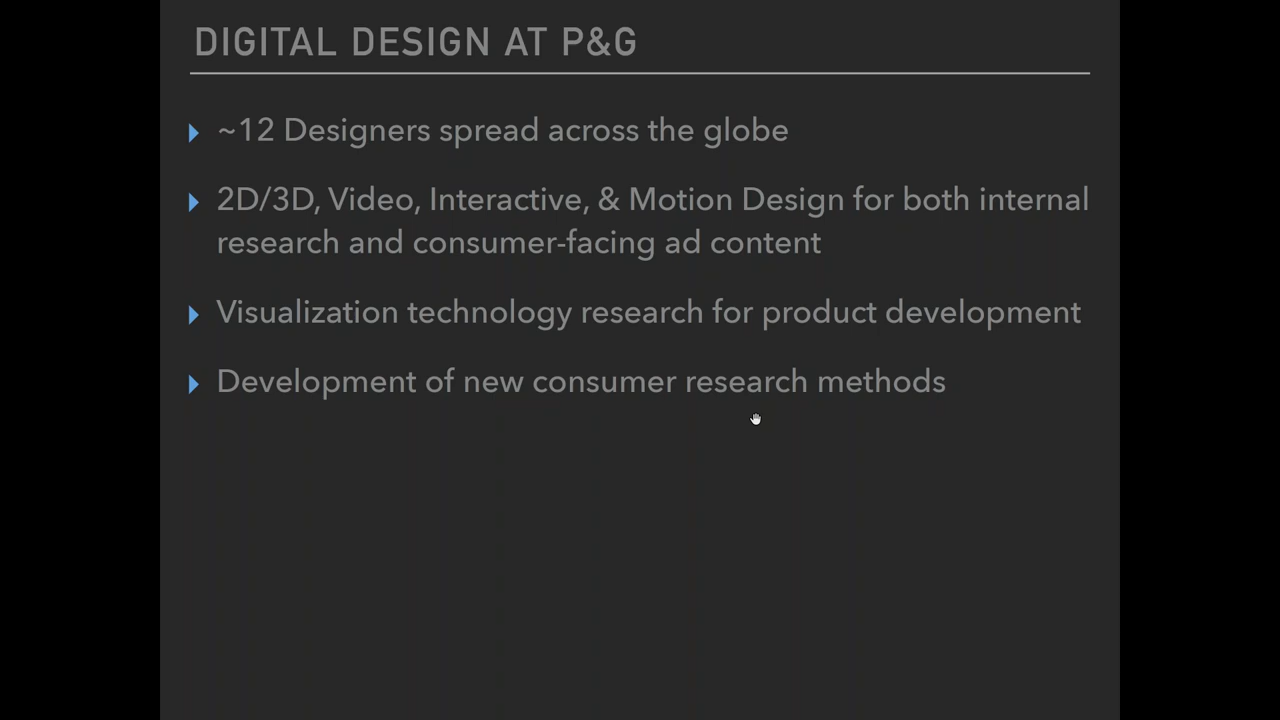 DIGITAL DESIGN AT P&G
~12 Designers spread across the globe
2D/3D, Video, Interactive, & Motion Design for both internal
research and consumer-facing ad content
Visualization technology research for product development
Development of new consumer research methods